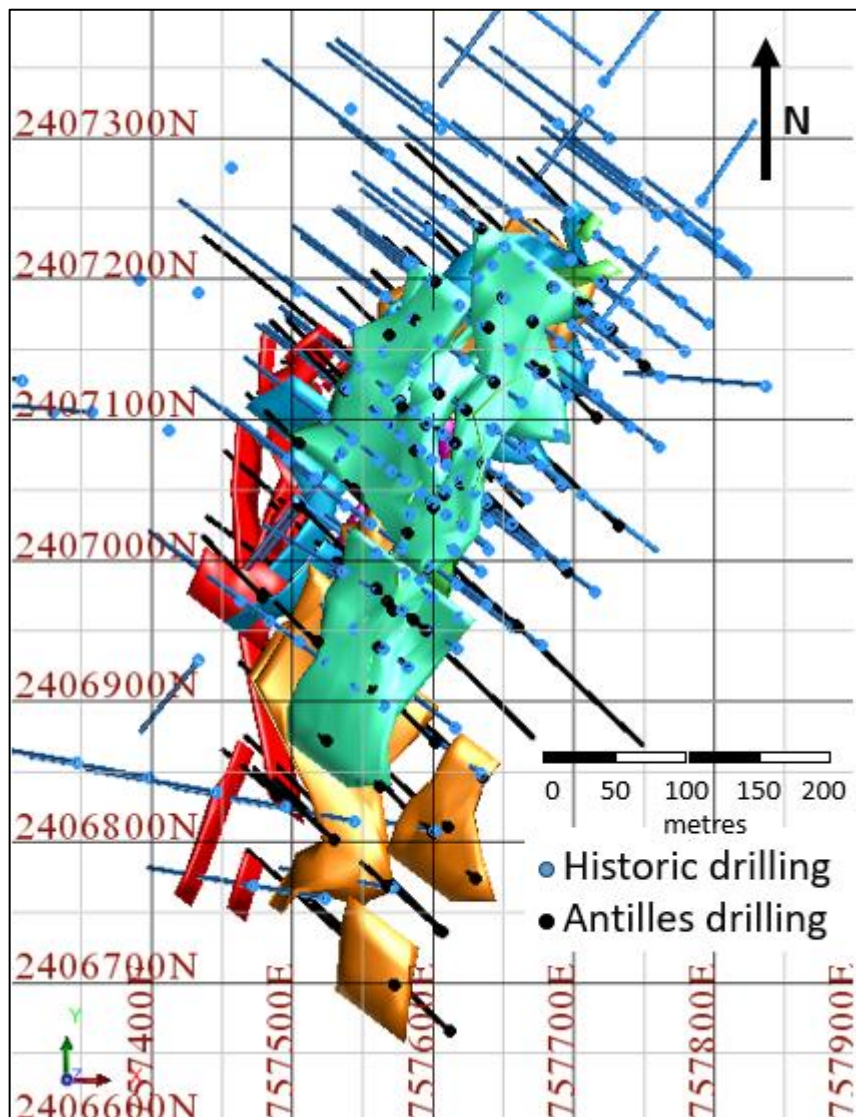 N
2407300N
2407200N
2407100N
2407000N
2406900N
0 50 100 150 200
metres
2406800N
Historic drilling
Antilles drilling
2406700N
757400E
757500E
757600E
757700E
757800E
757900E
Y
Z
X
2406600N